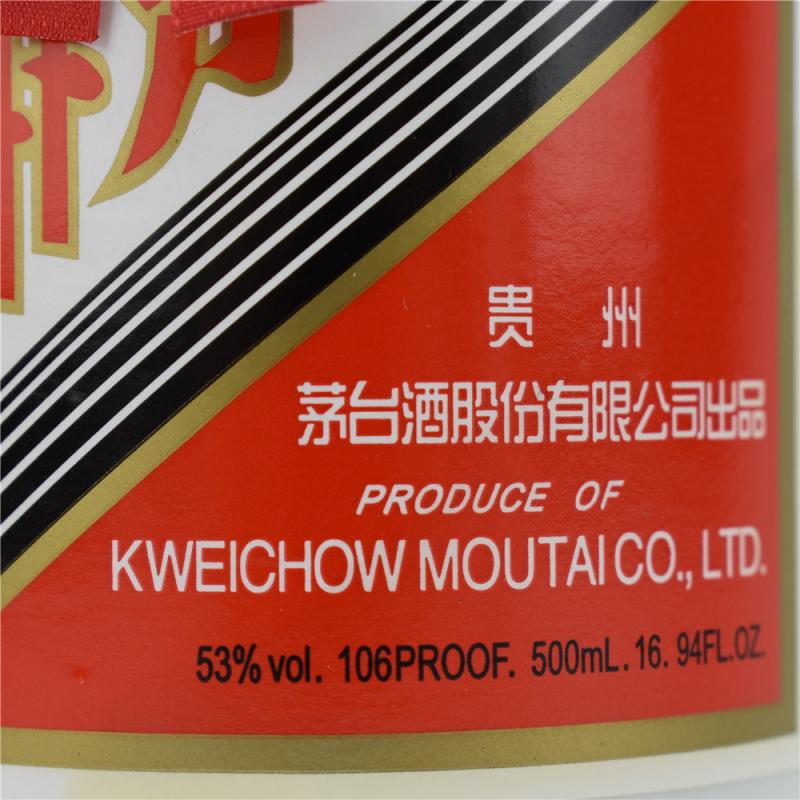 贵州
茅台酒股份有限公司出品
PRODUCE OF
KWEICHOW MOUTAI CO., LTD.
53% vol. 106PROOF. 500mL. 16. 94FL.OZ.